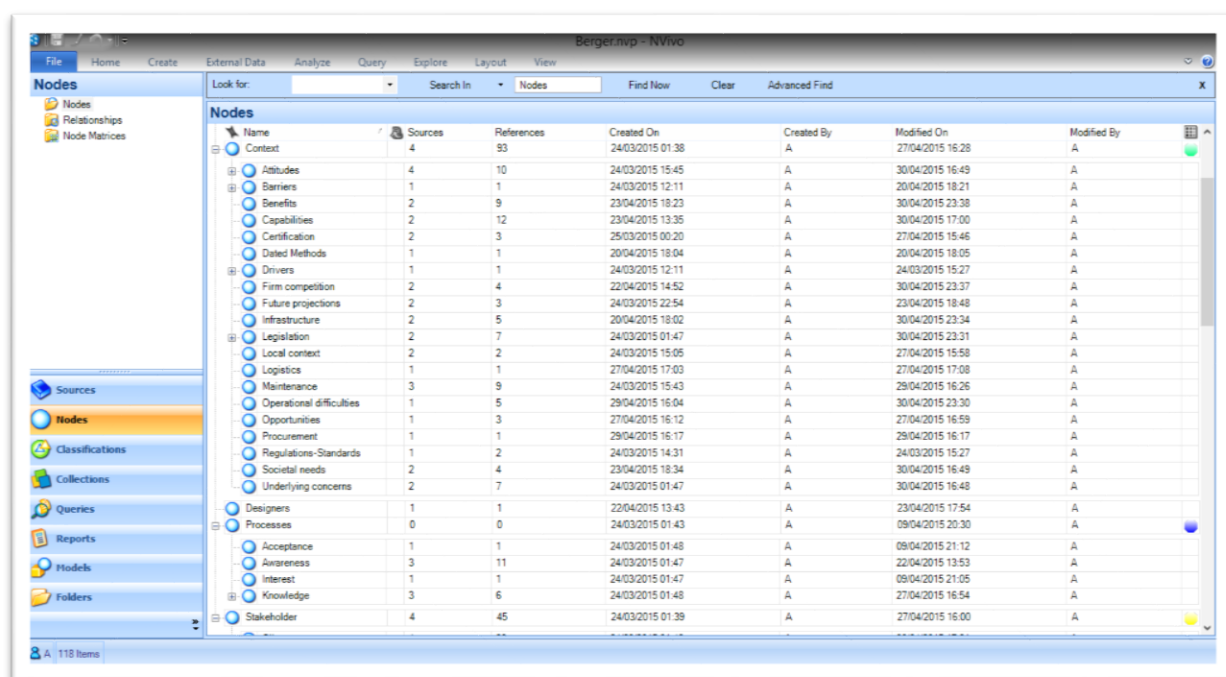 Berger.nvp - NVivo
File Home Create External Data Analyze Query Explore Layout View
Nodes
Nodes
Relationships
Node Matrices
Sources
Nodes
Classifications
Collections
Queries
Reports
Models
Folders
Look for: Search In Nodes Find Now Clear Advanced Find x
Nodes
Name Sources References Created On Created By Modified On Modified By
Context 4 93 24/03/2015 01:38 A 27/04/2015 16:28 A
Attitudes 4 10 24/03/2015 15:45 A 30/04/2015 16:49 A
Barriers 1 1 24/03/2015 12:11 A 20/04/2015 18:21 A
Benefits 2 9 23/04/2015 18:23 A 30/04/2015 23:38 A
Capabilities 2 12 23/04/2015 13:35 A 30/04/2015 17:00 A
Certification 2 3 25/03/2015 00:20 A 27/04/2015 15:46 A
Dated Methods 1 1 20/04/2015 18:04 A 20/04/2015 18:05 A
Drivers 1 1 24/03/2015 12:11 A 24/03/2015 15:27 A
Firm competition 2 4 22/04/2015 14:52 A 30/04/2015 23:37 A
Future projections 2 3 24/03/2015 22:54 A 23/04/2015 18:48 A
Infrastructure 2 5 20/04/2015 18:02 A 30/04/2015 23:34 A
Legislation 2 7 24/03/2015 01:47 A 30/04/2015 23:31 A
Local context 2 2 24/03/2015 15:05 A 27/04/2015 15:58 A
Logistics 1 1 27/04/2015 17:03 A 27/04/2015 17:08 A
Maintenance 3 9 24/03/2015 15:43 A 29/04/2015 16:26 A
Operational difficulties 1 5 29/04/2015 16:04 A 30/04/2015 23:30 A
Opportunities 1 3 27/04/2015 16:12 A 27/04/2015 16:59 A
Procurement 1 1 29/04/2015 16:17 A 29/04/2015 16:17 A
Regulations-Standards 1 2 24/03/2015 14:31 A 24/03/2015 15:27 A
Societal needs 2 4 23/04/2015 18:34 A 30/04/2015 16:49 A
Underlying concerns 2 7 24/03/2015 01:47 A 30/04/2015 16:48 A
Designers 1 1 22/04/2015 13:43 A 23/04/2015 17:54 A
Processes 0 0 24/03/2015 01:43 A 09/04/2015 20:30 A
Acceptance 1 1 24/03/2015 01:48 A 09/04/2015 21:12 A
Awareness 3 11 24/03/2015 01:47 A 22/04/2015 13:53 A
Interest 1 1 24/03/2015 01:47 A 09/04/2015 21:05 A
Knowledge 3 6 24/03/2015 01:48 A 27/04/2015 16:54 A
Stakeholder 4 45 24/03/2015 01:39 A 27/04/2015 16:00 A
A 118 Items